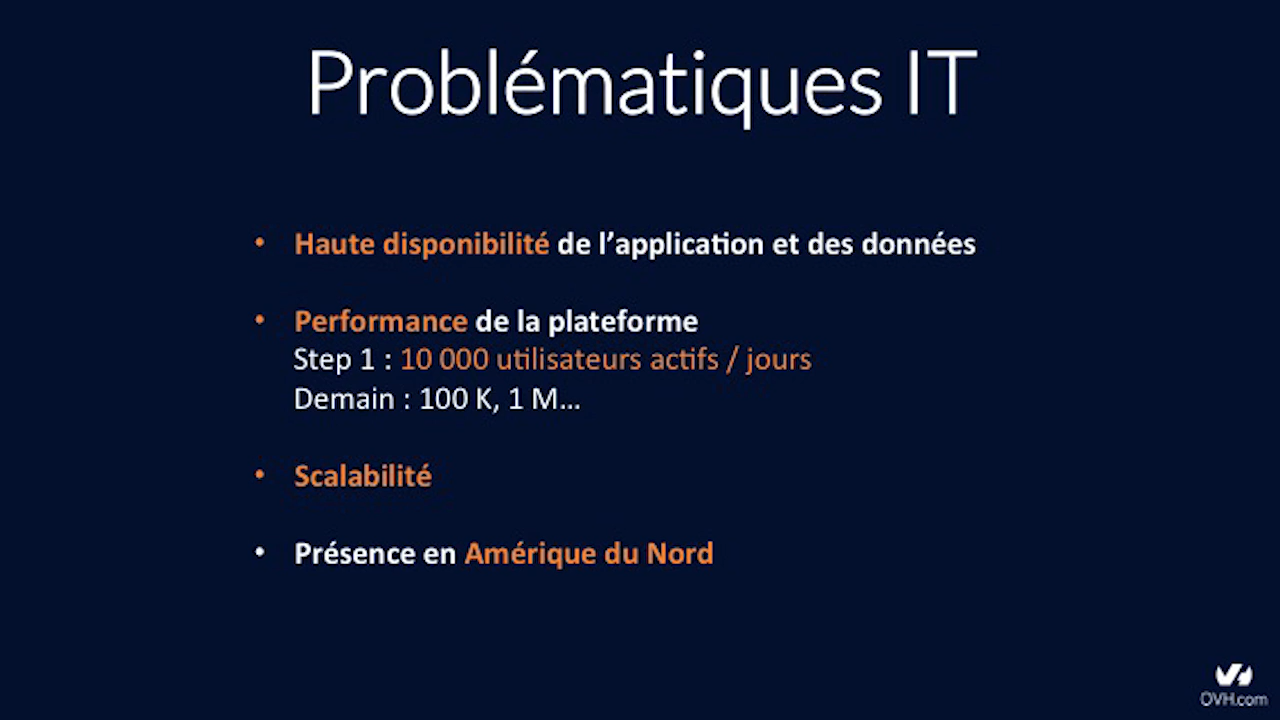 Problématiques IT
• Haute disponibilité de l’application et des données
• Performance de la plateforme
Step 1 : 10 000 utilisateurs actifs / jours
Demain : 100 K, 1 M…
• Scalabilité
• Présence en Amérique du Nord
OVH.com